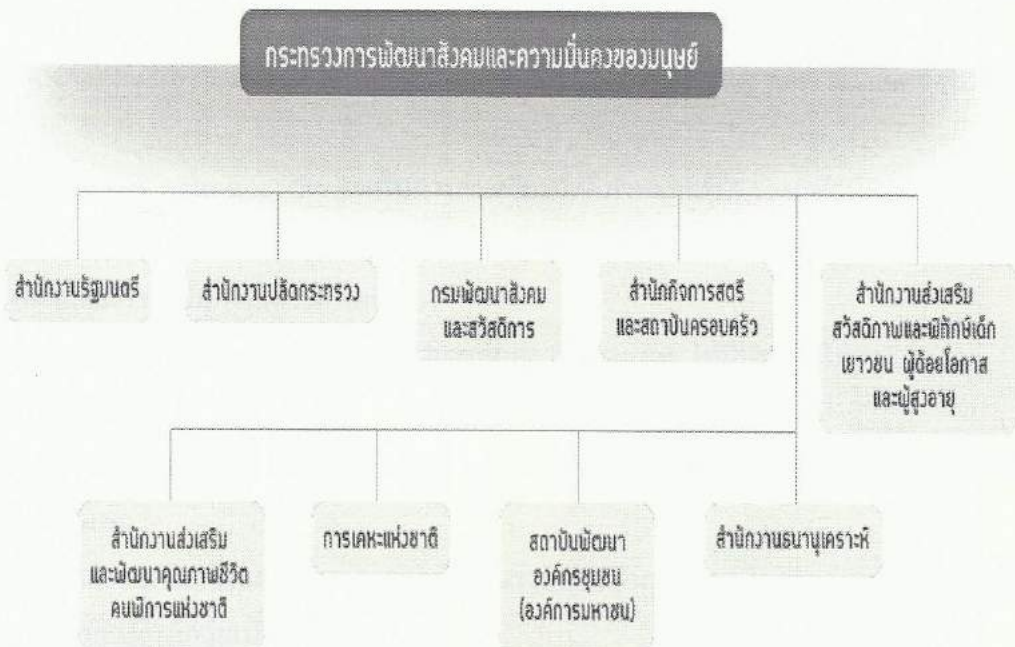 กระทรวงการพัฒนาสังคมและความมั่นคงของมนุษย์
สำนักงานรัฐมนตรี
สำนักงานปลัดกระทรวง
กรมพัฒนาสังคม
และสวัสดิการ
สำนักกิจการสตรี
และสถาบันครอบครัว
สำนักงานส่งเสริม
สวัสดิภาพและพิทักษ์เด็ก
เยาวชน ผู้ด้อยโอกาส
และผู้สูงอายุ
สำนักงานส่งเสริม
และพัฒนาคุณภาพชีวิต
คนพิการแห่งชาติ
การเคหะแห่งชาติ
สถาบันพัฒนา
องค์กรชุมชน
(องค์การมหาชน)
สำนักงานธนานุเคราะห์